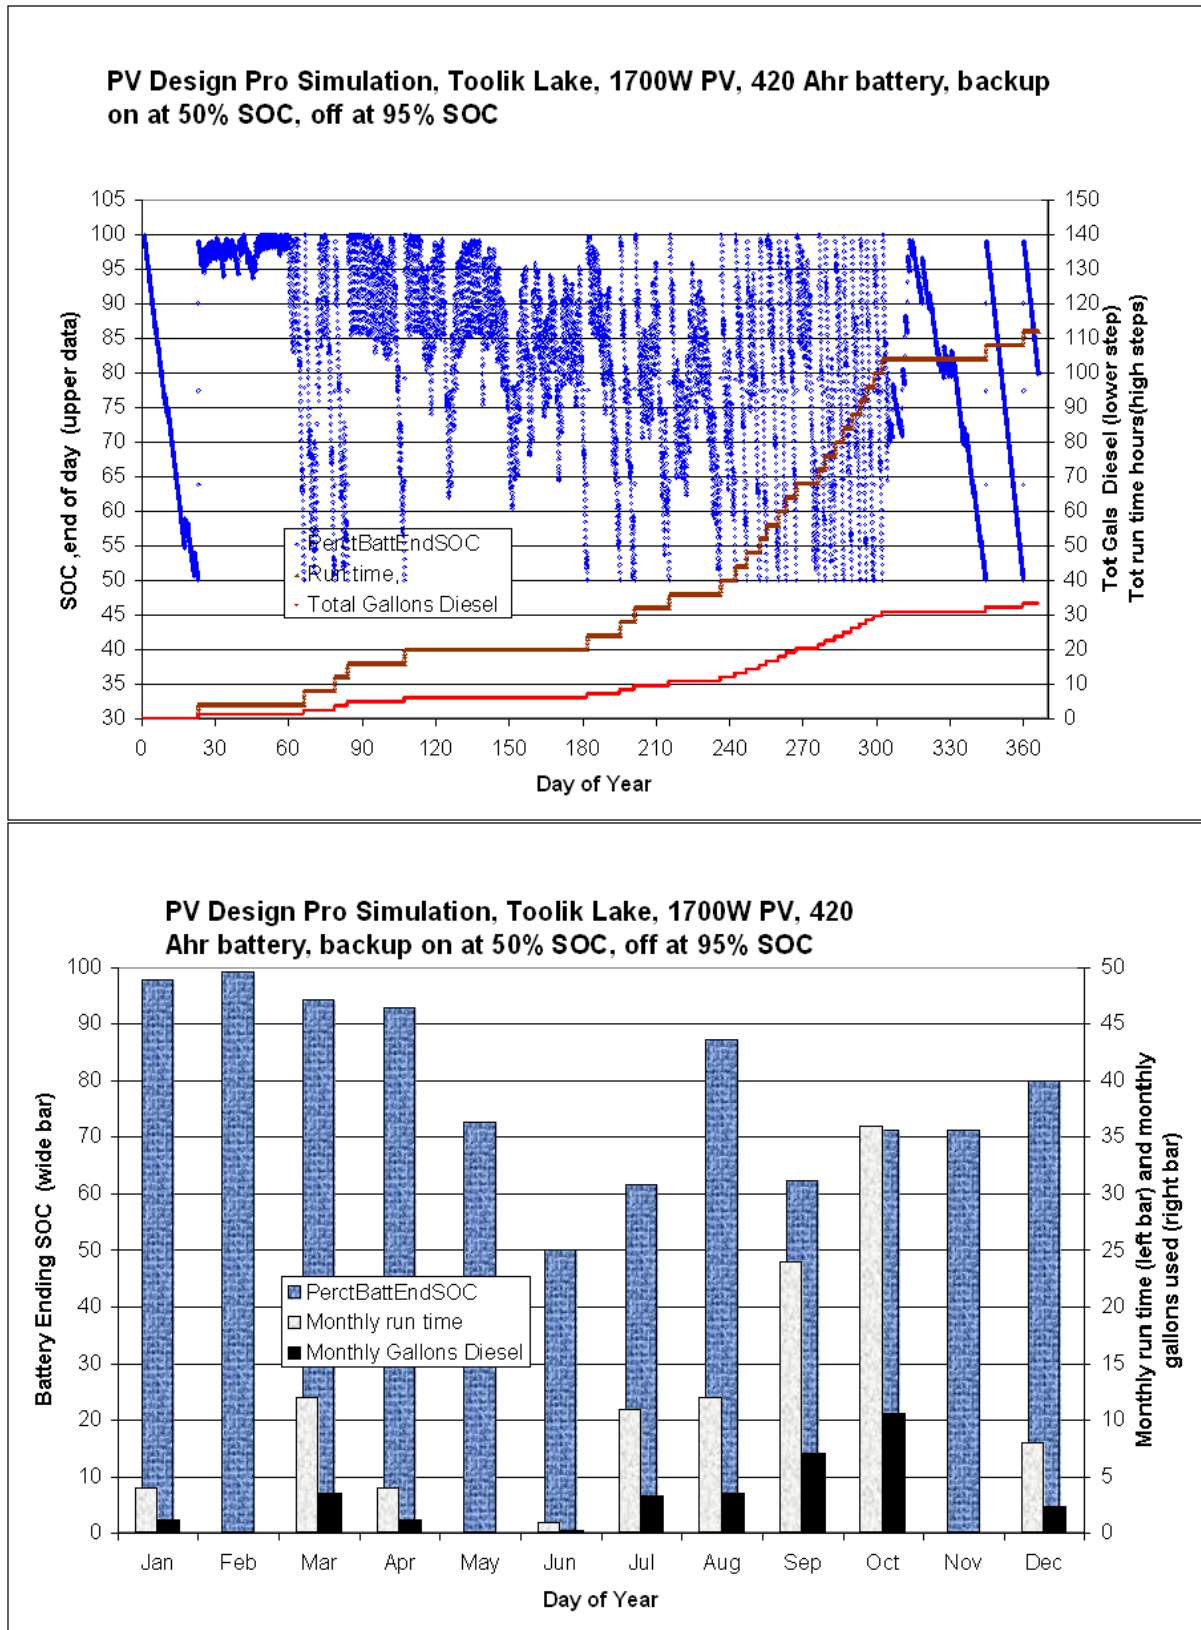 PV Design Pro Simulation, Toolik Lake, 1700W PV, 420 Ahr battery, backup
on at 50% SOC, off at 95% SOC
SOC ,end of day (upper data)
105
100
95
90
85
80
75
70
65
60
55
50
45
40
35
30
150
140
130
120
110
100
90
80
70
60
50
40
30
20
10
0
Tot Gals Diesel (lower step)
Tot run time hours(high steps)
PerctBattEndSOC
Run time,
Total Gallons Diesel
0 30 60 90 120 150 180 210 240 270 300 330 360
Day of Year
PV Design Pro Simulation, Toolik Lake, 1700W PV, 420
Ahr battery, backup on at 50% SOC, off at 95% SOC
Battery Ending SOC (wide bar)
100
90
80
70
60
50
40
30
20
10
0
50
45
40
35
30
25
20
15
10
5
0
Monthly run time (left bar) and monthly
gallons used (right bar)
PerctBattEndSOC
Monthly run time
Monthly Gallons Diesel
Jan Feb Mar Apr May Jun Jul Aug Sep Oct Nov Dec
Day of Year